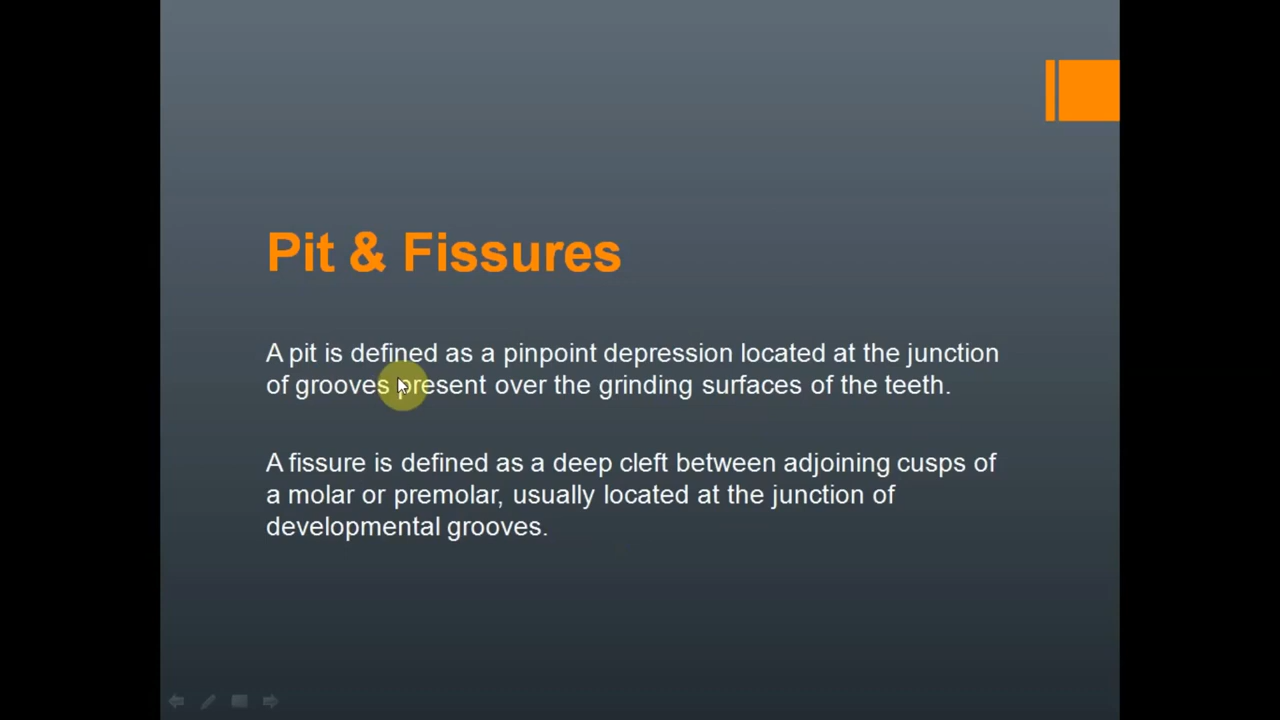 Pit & Fissures
A pit is defined as a pinpoint depression located at the junction
of grooves present over the grinding surfaces of the teeth.
A fissure is defined as a deep cleft between adjoining cusps of
a molar or premolar, usually located at the junction of
developmental grooves.